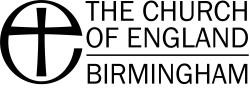 THE CHURCH
OF ENGLAND
BIRMINGHAM